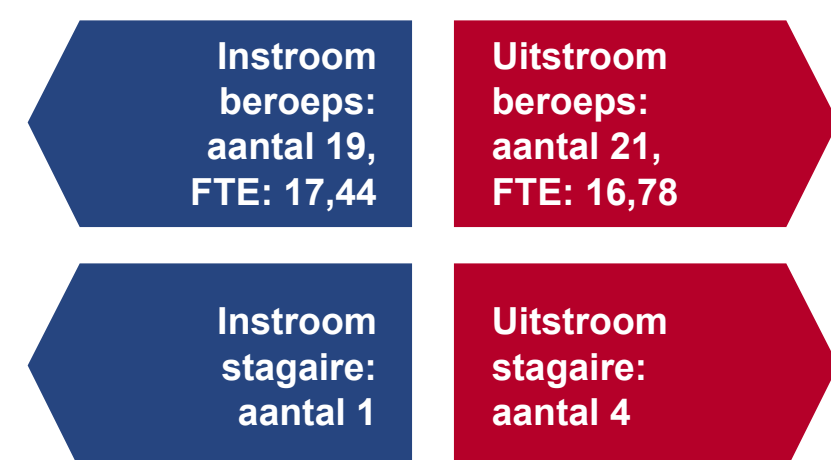 Instroom
beroeps:
aantal 19,
FTE: 17,44
Uitstroom
beroeps:
aantal 21,
FTE: 16,78
Instroom
stagaire:
aantal 1
Uitstroom
stagaire:
aantal 4